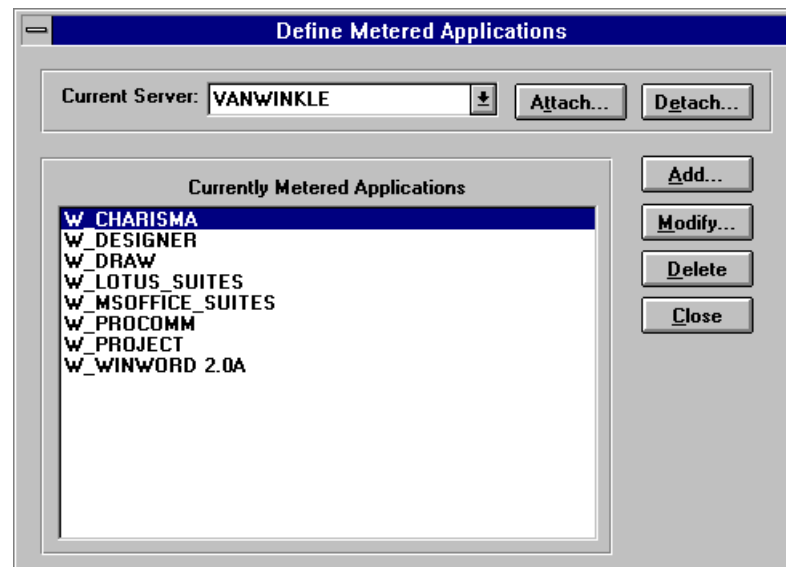 Define Metered Applications
Current Server: VANWINKLE Attach... Detach...
Currently Metered Applications
W_CHARISMA
W_DESIGNER
W_DRAW
W_LOTUS_SUITES
W_MSOFFICE_SUITES
W_PROCOMM
W_PROJECT
W_WINWORD 2.0A
Add...
Modify...
Delete
Close